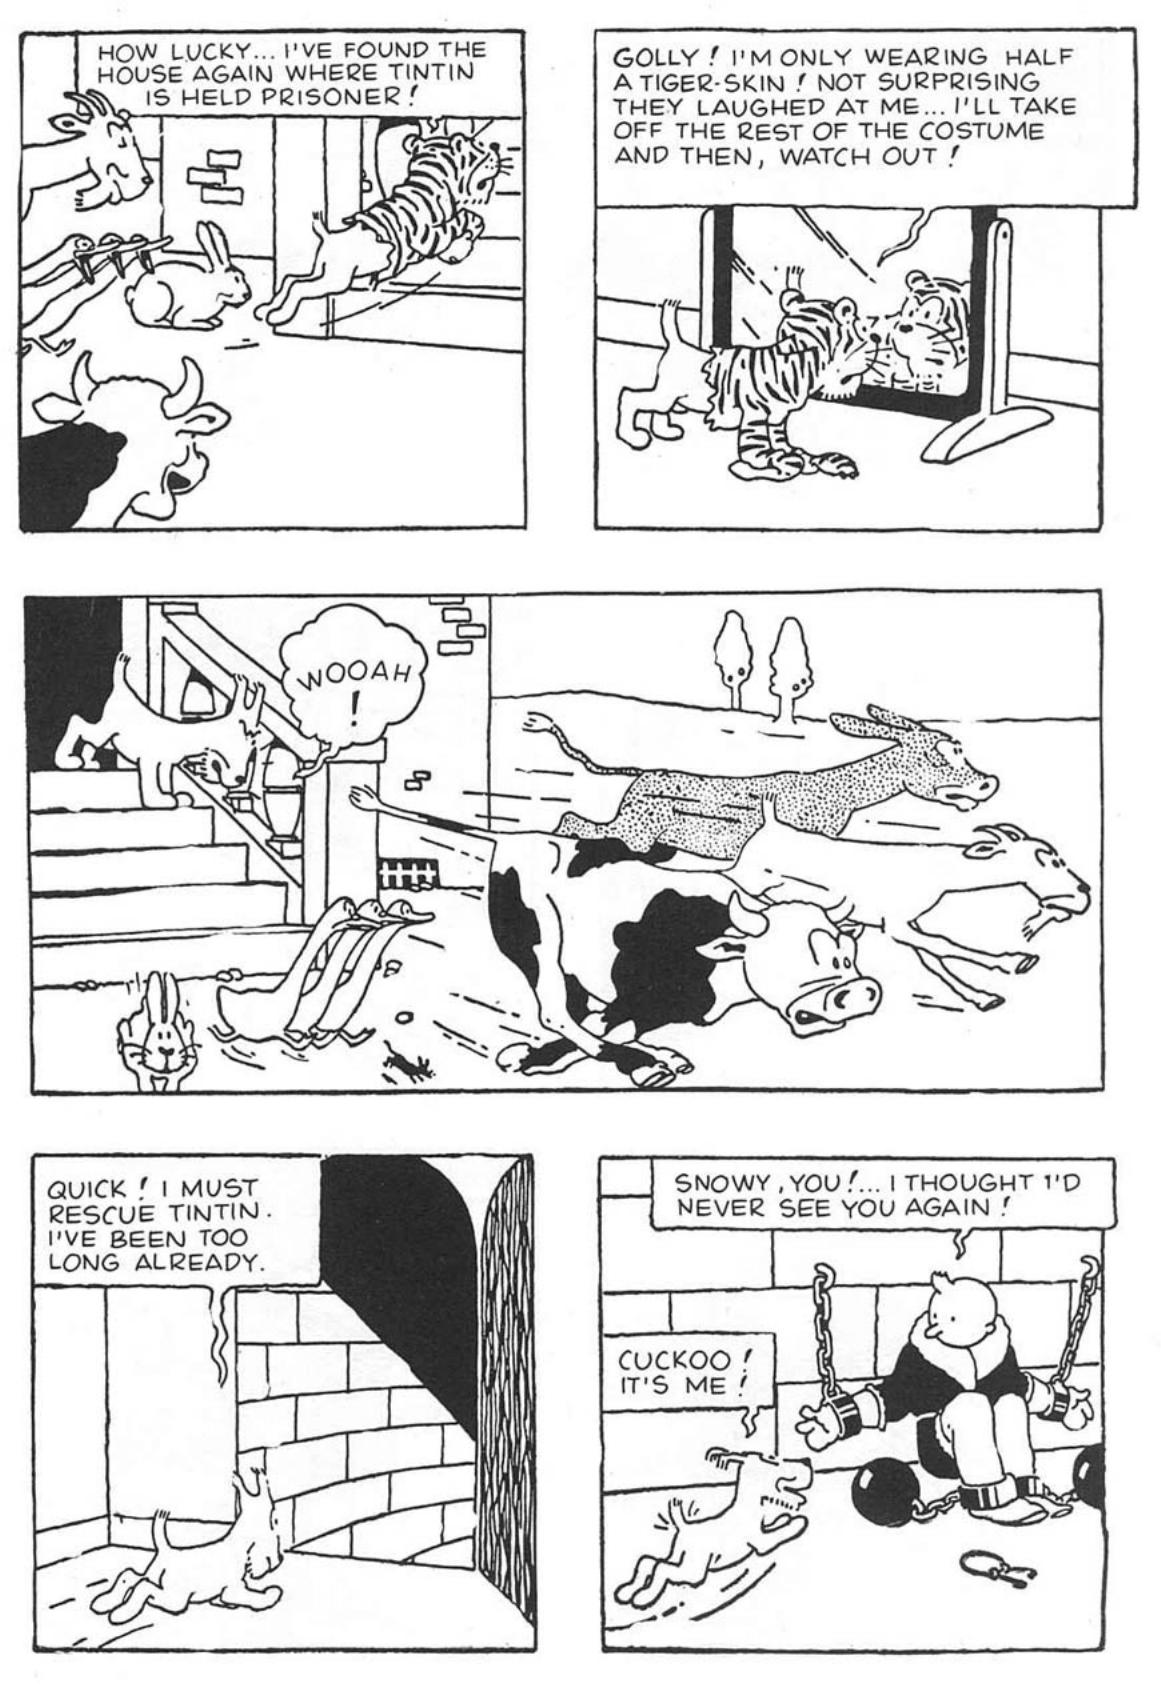 HOW LUCKY... I'VE FOUND THE
HOUSE AGAIN WHERE TINTIN
IS HELD PRISONER!
GOLLY! I'M ONLY WEARING HALF
A TIGER-SKIN! NOT SURPRISING
THEY LAUGHED AT ME... I'LL TAKE
OFF THE REST OF THE COSTUME
AND THEN, WATCH OUT!
WOOAH
!
QUICK! I MUST
RESCUE TINTIN.
I'VE BEEN TOO
LONG ALREADY.
SNOWY, YOU!... I THOUGHT I'D
NEVER SEE YOU AGAIN!
CUCKOO!
IT'S ME!